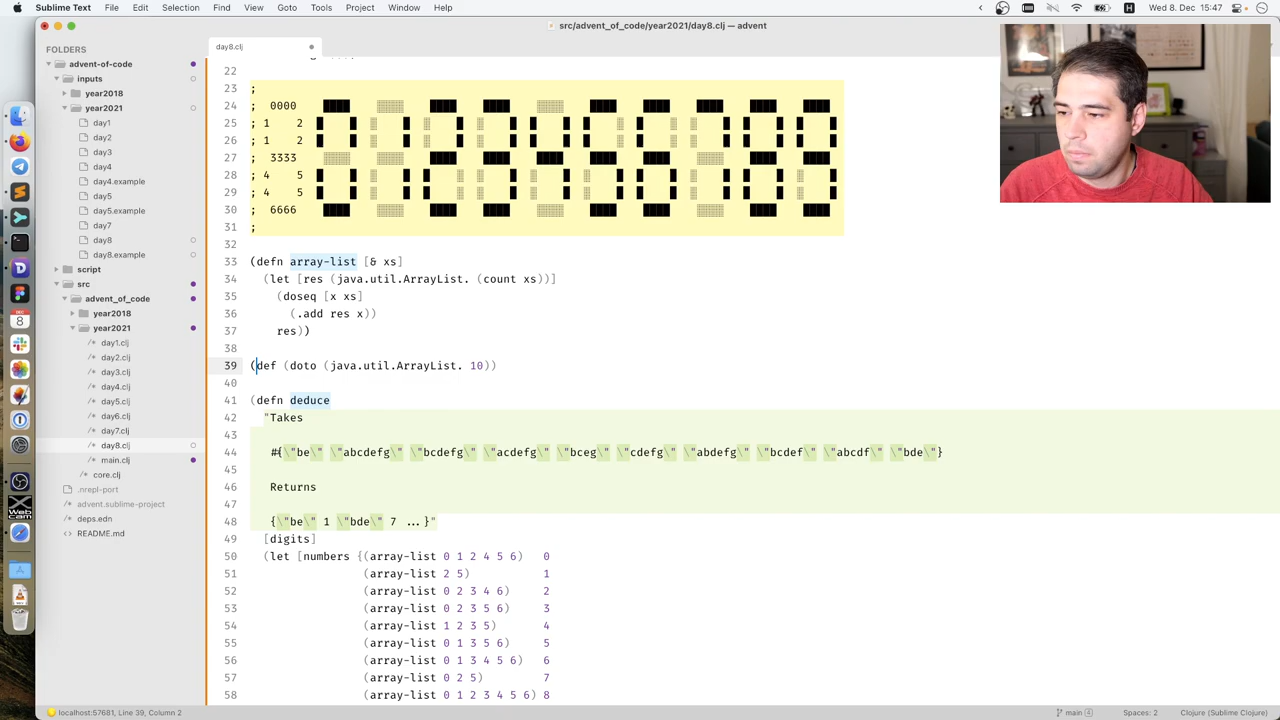 Sublime Text File Edit Selection Find View Goto Tools Project Window Help
Wed 8. Dec 15:47
src/advent_of_code/year2021/day8.clj — advent
FOLDERS
advent-of-code
inputs
year2018
year2021
day1
day2
day3
day4
day4.example
day5
day5.example
day7
day8
day8.example
script
src
advent_of_code
year2018
year2021
day1.clj
day2.clj
day3.clj
day4.clj
day5.clj
day6.clj
day7.clj
day8.clj
main.clj
core.clj
.nrepl-port
advent.sublime-project
deps.edn
README.md
day8.clj
22
23 ;
24 ;  0000
25 ; 1    2
26 ; 1    2
27 ;  3333
28 ; 4    5
29 ; 4    5
30 ;  6666
31 ;
32
33 (defn array-list [& xs]
34   (let [res (java.util.ArrayList. (count xs))]
35     (doseq [x xs]
36       (.add res x))
37     res))
38
39 (def (doto (java.util.ArrayList. 10))
40
41 (defn deduce
42   "Takes
43
44    #{\"be\" \"abcdefg\" \"bcdefg\" \"acdefg\" \"bceg\" \"cdefg\" \"abdefg\" \"bcdef\" \"abcdf\" \"bde\"}
45
46    Returns
47
48    {\"be\" 1 \"bde\" 7 ...}"
49   [digits]
50   (let [numbers {(array-list 0 1 2 4 5 6)   0
51                  (array-list 2 5)           1
52                  (array-list 0 2 3 4 6)     2
53                  (array-list 0 2 3 5 6)     3
54                  (array-list 1 2 3 5)       4
55                  (array-list 0 1 3 5 6)     5
56                  (array-list 0 1 3 4 5 6)   6
57                  (array-list 0 2 5)         7
58                  (array-list 0 1 2 3 4 5 6) 8
localhost:57681, Line 39, Column 2
main 4
Spaces: 2
Clojure (Sublime Clojure)